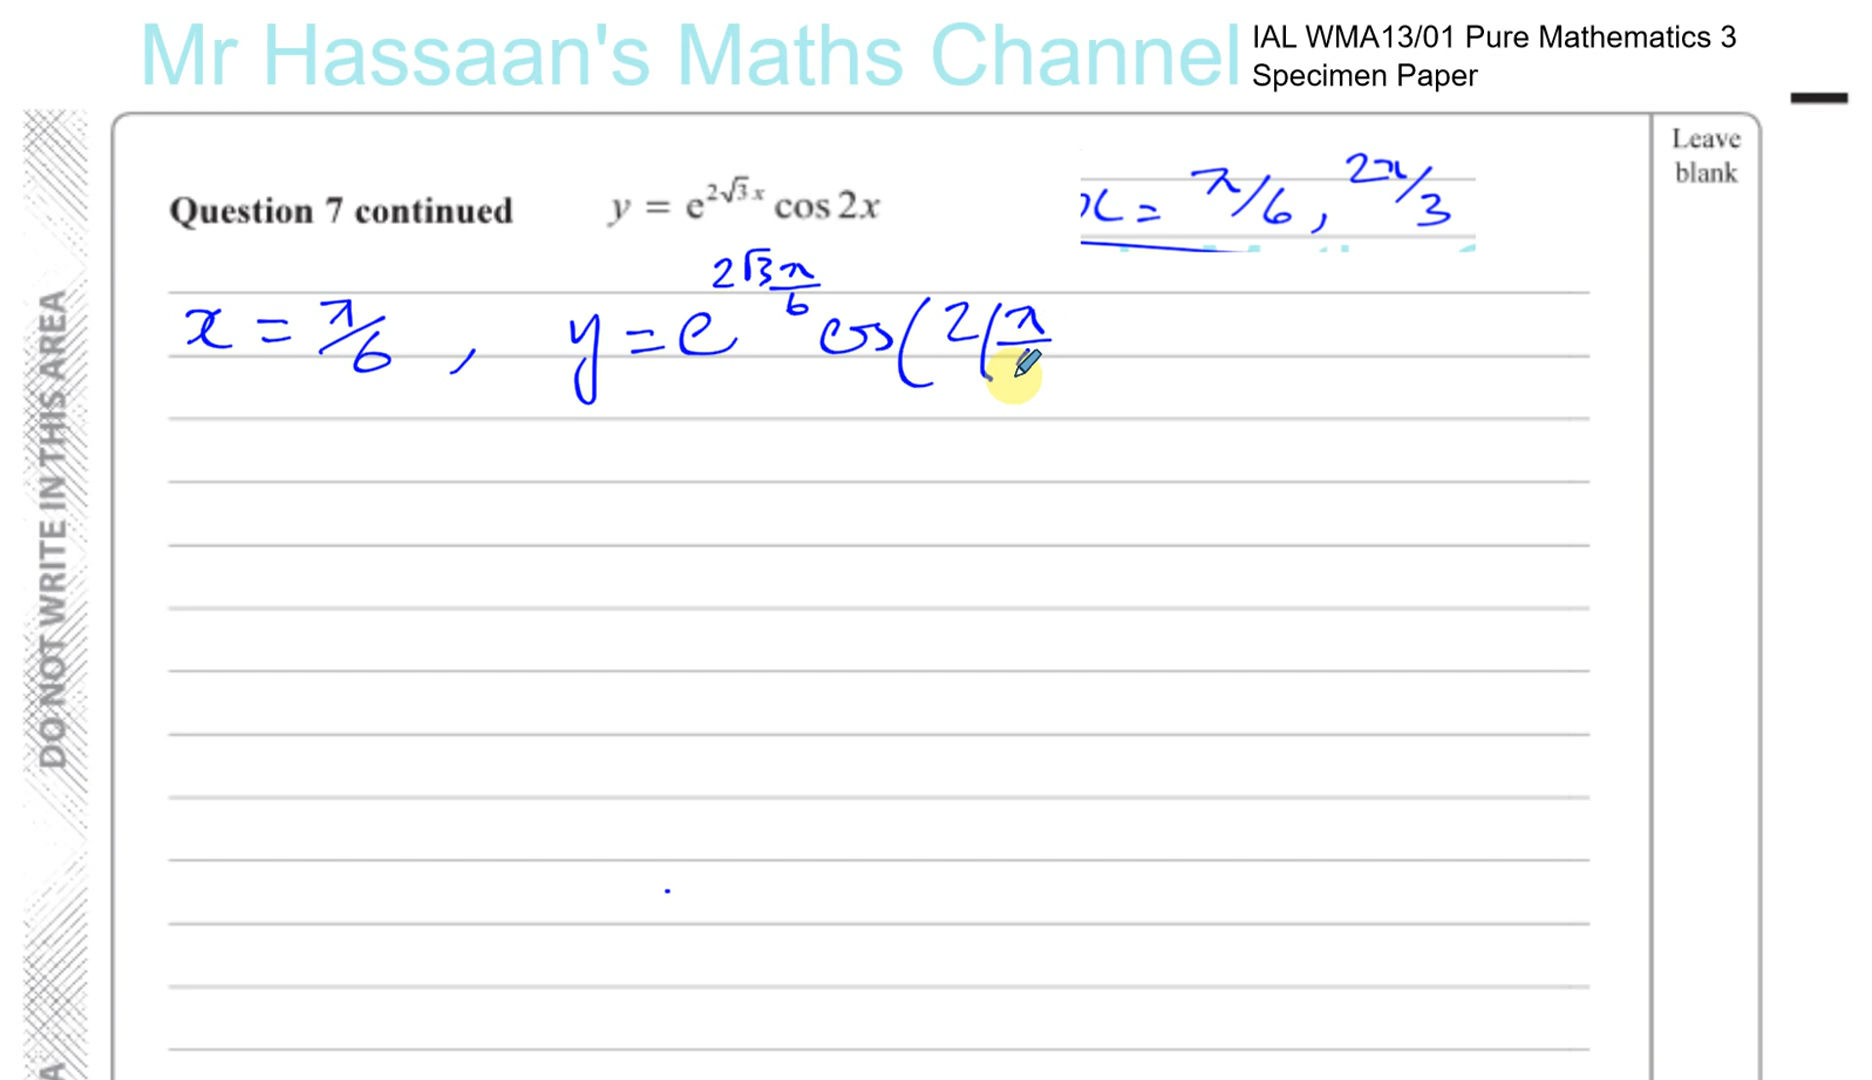 Mr Hassaan's Maths Channel
IAL WMA13/01 Pure Mathematics 3
Specimen Paper
Leave
blank
Question 7 continued y = e^{2√3x} cos 2x
x = π/6, 2π/3
x = π/6 , y = e^{2√3 π/6} cos(2(π
DO NOT WRITE IN THIS AREA
A